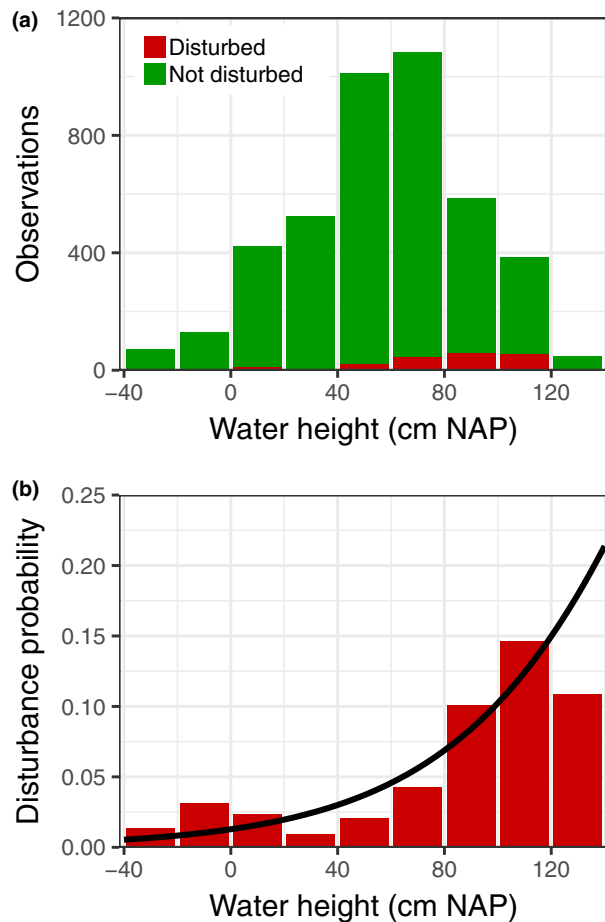 (a)
Disturbed
Not disturbed
1200
800
400
0
Observations
−40 0 40 80 120
Water height (cm NAP)
(b)
0.25
0.20
0.15
0.10
0.05
0.00
Disturbance probability
−40 0 40 80 120
Water height (cm NAP)